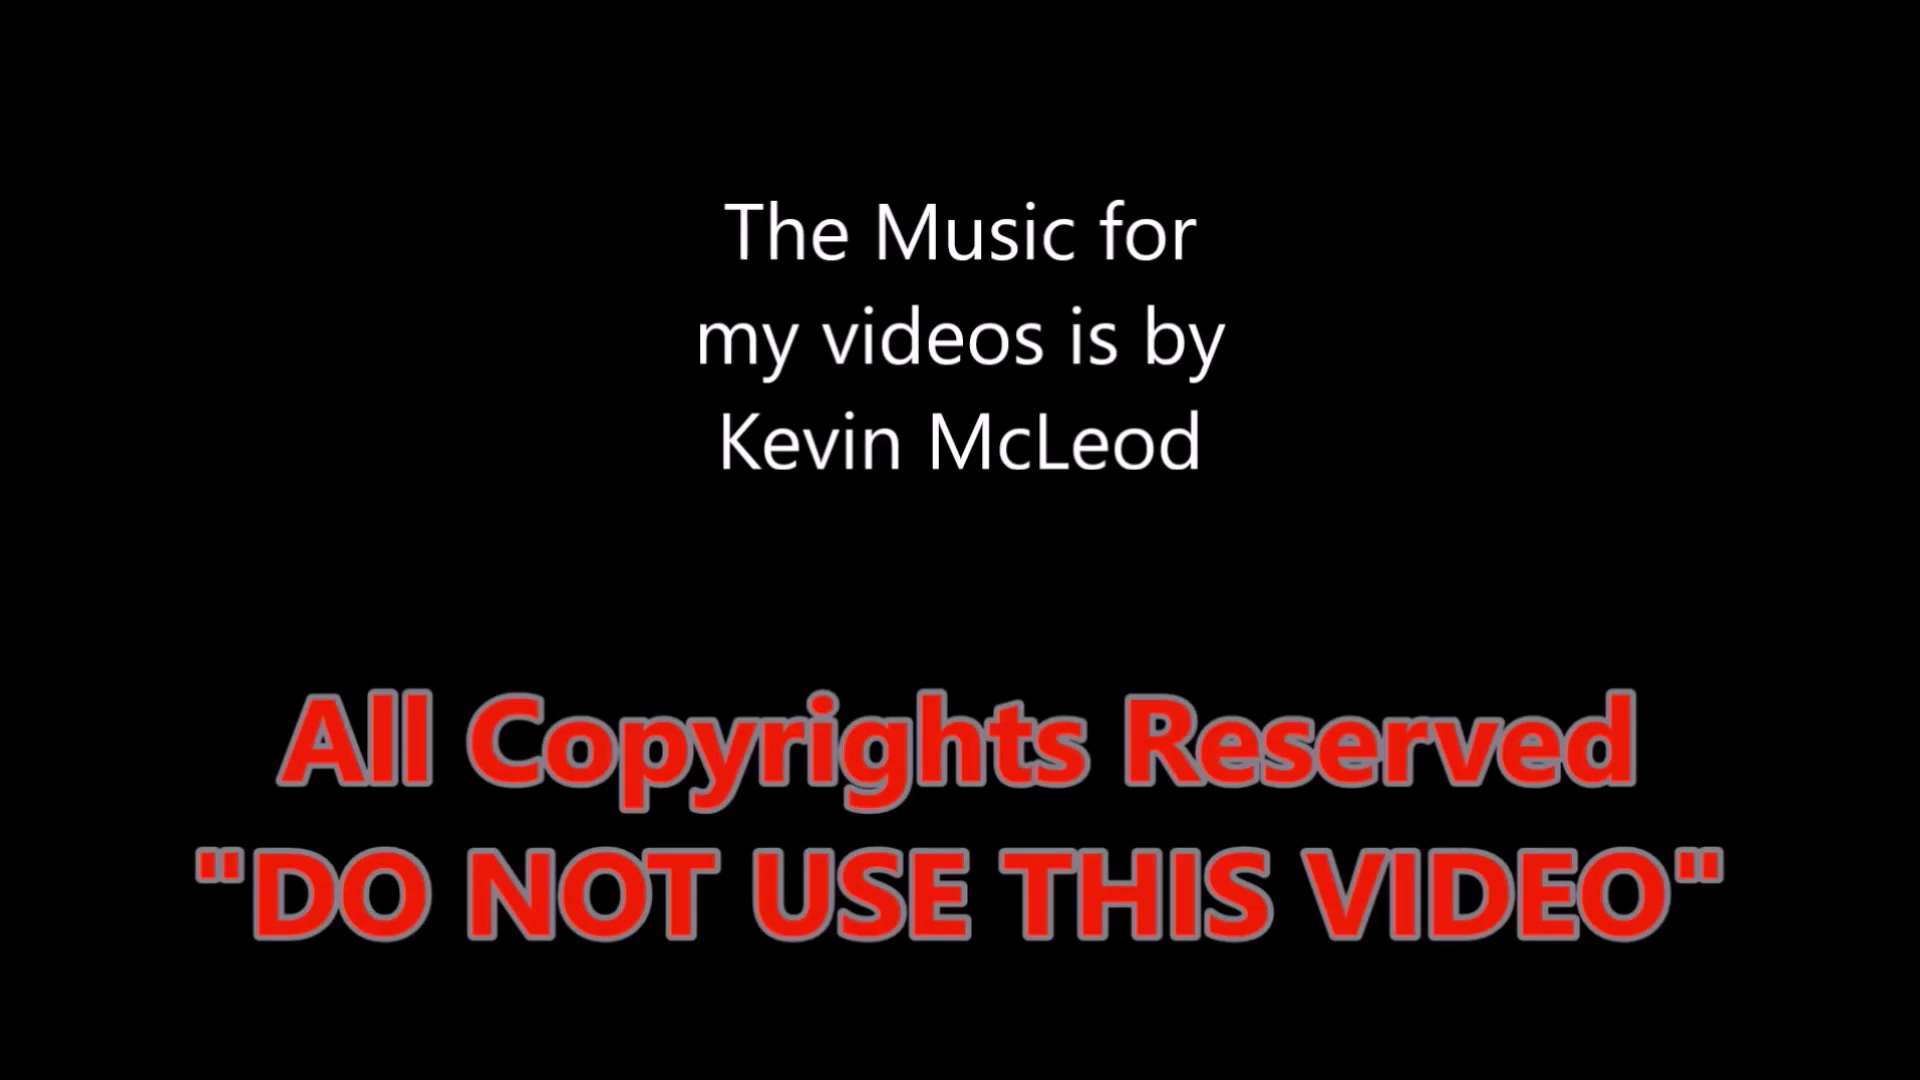 The Music for
my videos is by
Kevin McLeod
All Copyrights Reserved
"DO NOT USE THIS VIDEO"